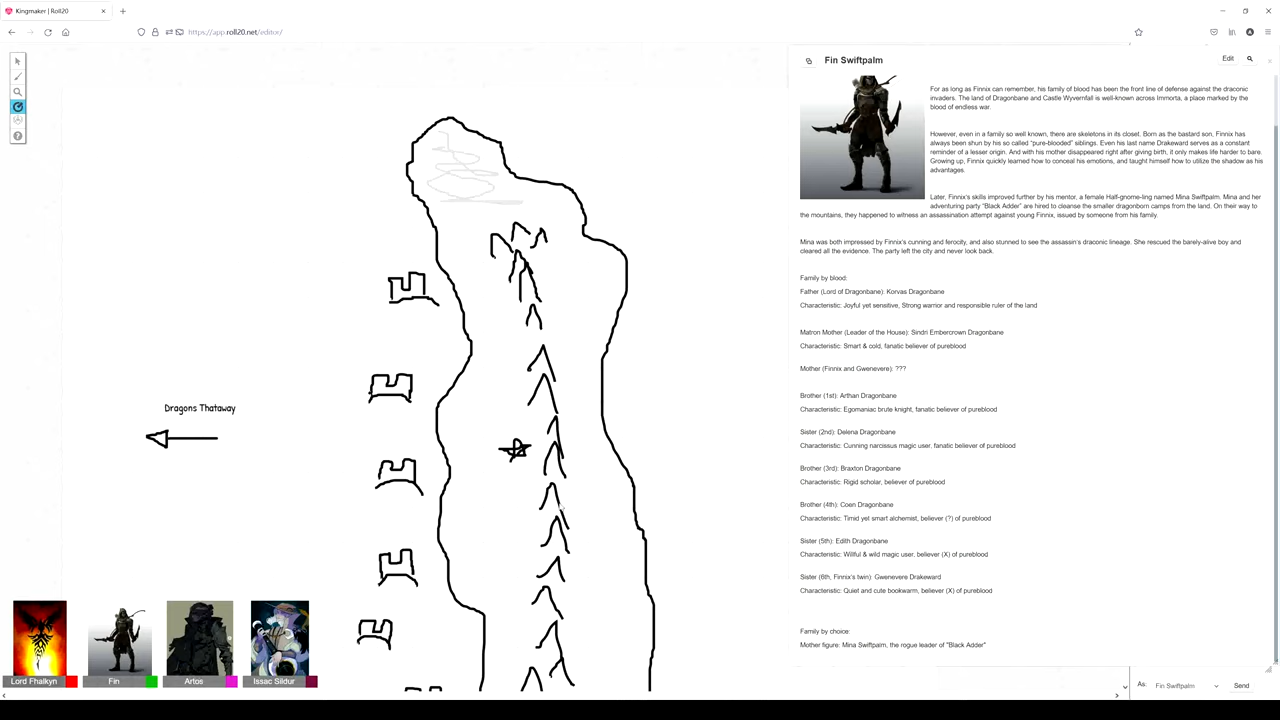 Kingmaker | Roll20
https://app.roll20.net/editor/
Fin Swiftpalm
Edit
For as long as Finnix can remember, his family of blood has been the front line of defense against the draconic
invaders. The land of Dragonbane and Castle Wyvernfall is well-known across Immorta, a place marked by the
blood of endless war.
However, even in a family so well known, there are skeletons in its closet. Born as the bastard son, Finnix has
always been shun by his so called "pure-blooded" siblings. Even his last name Drakeward serves as a constant
reminder of a lesser origin. And with his mother disappeared right after giving birth, it only makes life harder to bare.
Growing up, Finnix quickly learned how to conceal his emotions, and taught himself how to utilize the shadow as his
advantages.
Later, Finnix's skills improved further by his mentor, a female Half-gnome-ling named Mina Swiftpalm. Mina and her
adventuring party "Black Adder" are hired to cleanse the smaller dragonborn camps from the land. On their way to
the mountains, they happened to witness an assassination attempt against young Finnix, issued by someone from his family.
Mina was both impressed by Finnix's cunning and ferocity, and also stunned to see the assassin's draconic lineage. She rescued the barely-alive boy and
cleared all the evidence. The party left the city and never look back.
Family by blood:
Father (Lord of Dragonbane): Korvas Dragonbane
Characteristic: Joyful yet sensitive, Strong warrior and responsible ruler of the land
Matron Mother (Leader of the House): Sindri Embercrown Dragonbane
Characteristic: Smart & cold, fanatic believer of pureblood
Mother (Finnix and Gwenevere): ???
Brother (1st): Arthan Dragonbane
Characteristic: Egomaniac brute knight, fanatic believer of pureblood
Sister (2nd): Delena Dragonbane
Characteristic: Cunning narcissus magic user, fanatic believer of pureblood
Brother (3rd): Braxton Dragonbane
Characteristic: Rigid scholar, believer of pureblood
Brother (4th): Coen Dragonbane
Characteristic: Timid yet smart alchemist, believer (?) of pureblood
Sister (5th): Edith Dragonbane
Characteristic: Willful & wild magic user, believer (X) of pureblood
Sister (6th, Finnix's twin): Gwenevere Drakeward
Characteristic: Quiet and cute bookwarm, believer (X) of pureblood
Family by choice:
Mother figure: Mina Swiftpalm, the rogue leader of "Black Adder"
Dragons Thataway
Lord Fhalkyn
Fin
Artos
Issac Sildur
As:
Fin Swiftpalm
Send